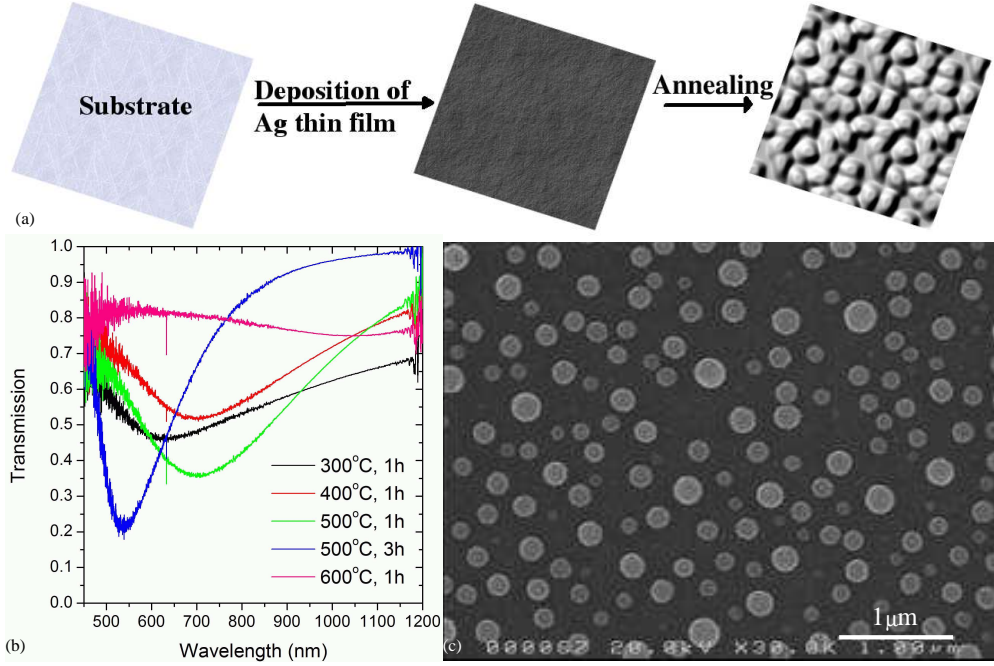 Substrate
Deposition of
Ag thin film
Annealing
(a)
1.0
0.9
0.8
0.7
0.6
0.5
0.4
0.3
0.2
0.1
0.0
Transmission
300°C, 1h
400°C, 1h
500°C, 1h
500°C, 3h
600°C, 1h
500 600 700 800 900 1000 1100 1200
Wavelength (nm)
(b)
1μm
(c)
20.0kV X30.0K 1.00μm